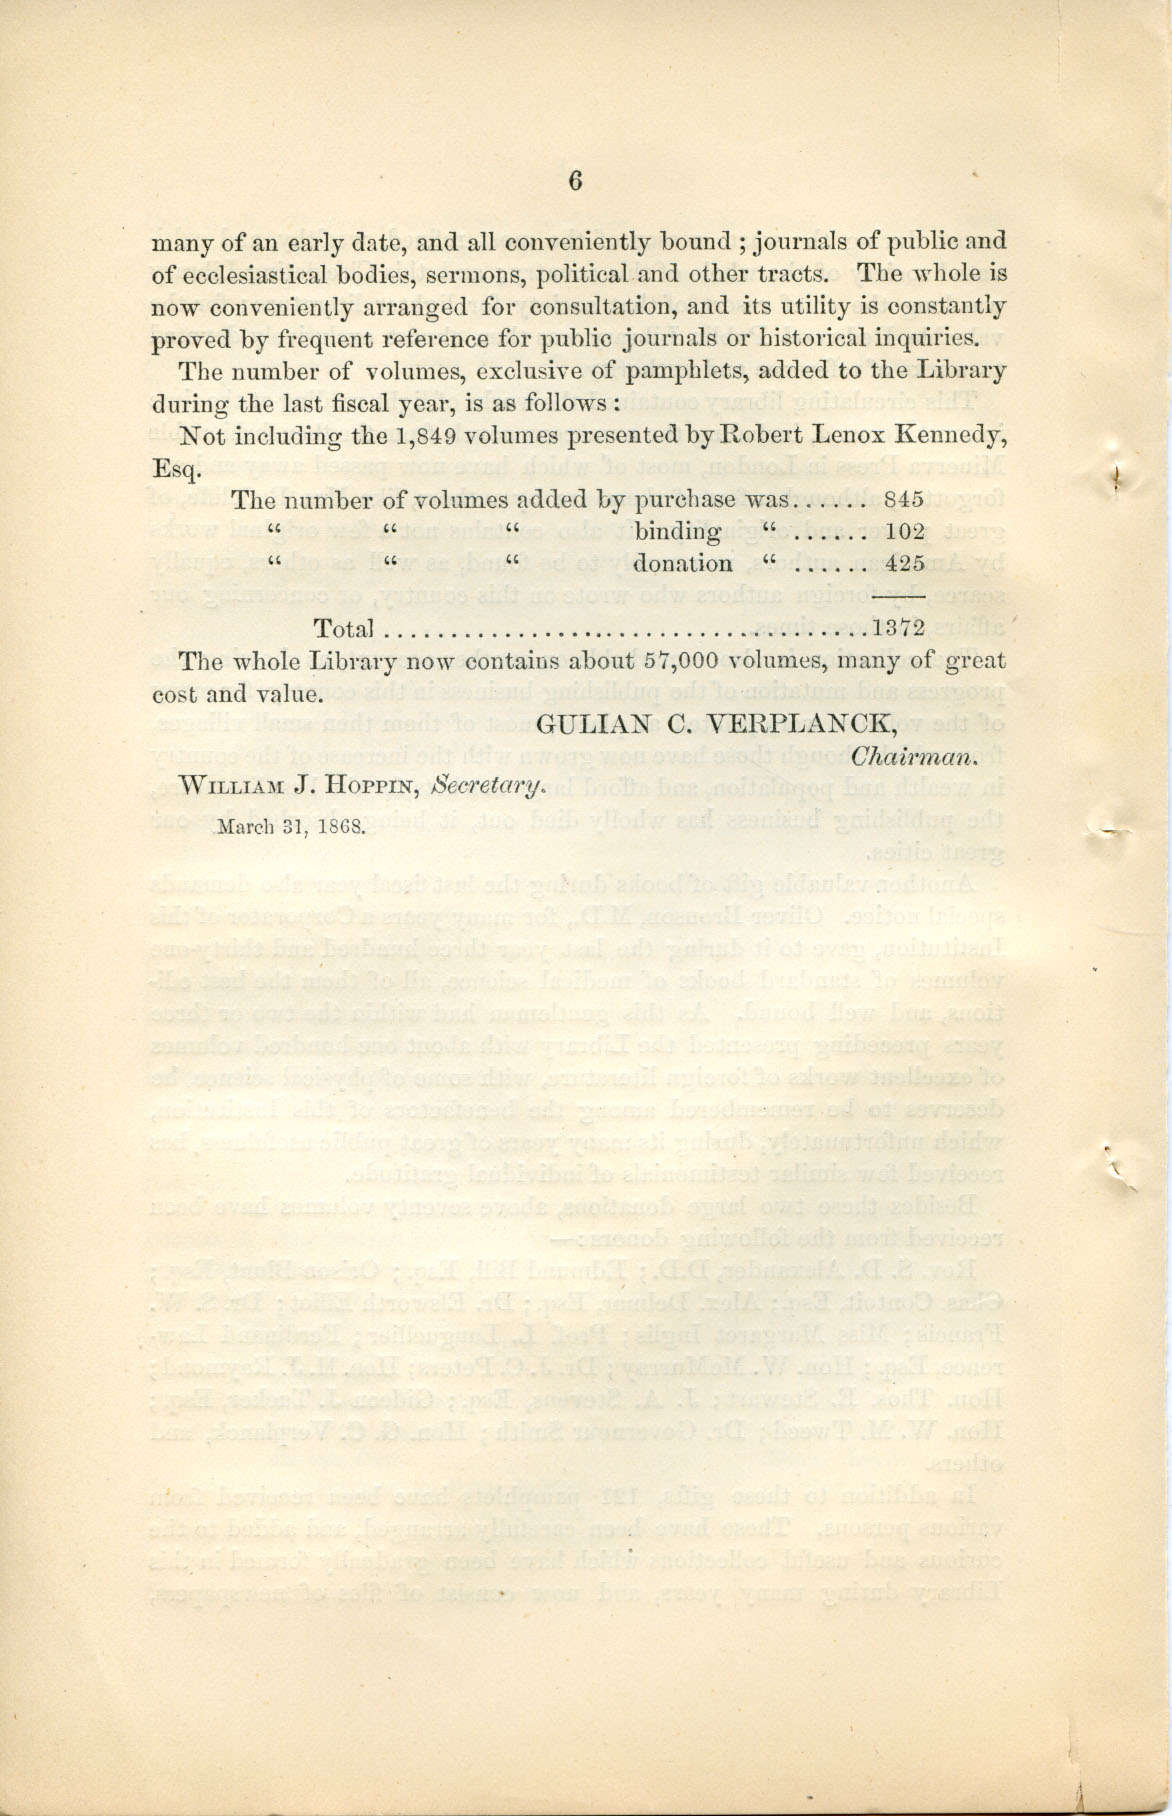 6
many of an early date, and all conveniently bound ; journals of public and
of ecclesiastical bodies, sermons, political and other tracts. The whole is
now conveniently arranged for consultation, and its utility is constantly
proved by frequent reference for public journals or historical inquiries.
The number of volumes, exclusive of pamphlets, added to the Library
during the last fiscal year, is as follows :
Not including the 1,849 volumes presented by Robert Lenox Kennedy,
Esq.
The number of volumes added by purchase was...... 845
“ “ “ binding “ ...... 102
“ “ “ donation “ ...... 425
Total.....................................1372
The whole Library now contains about 57,000 volumes, many of great
cost and value.
GULIAN C. VERPLANCK,
Chairman.
WILLIAM J. HOPPIN, Secretary.
March 31, 1868.